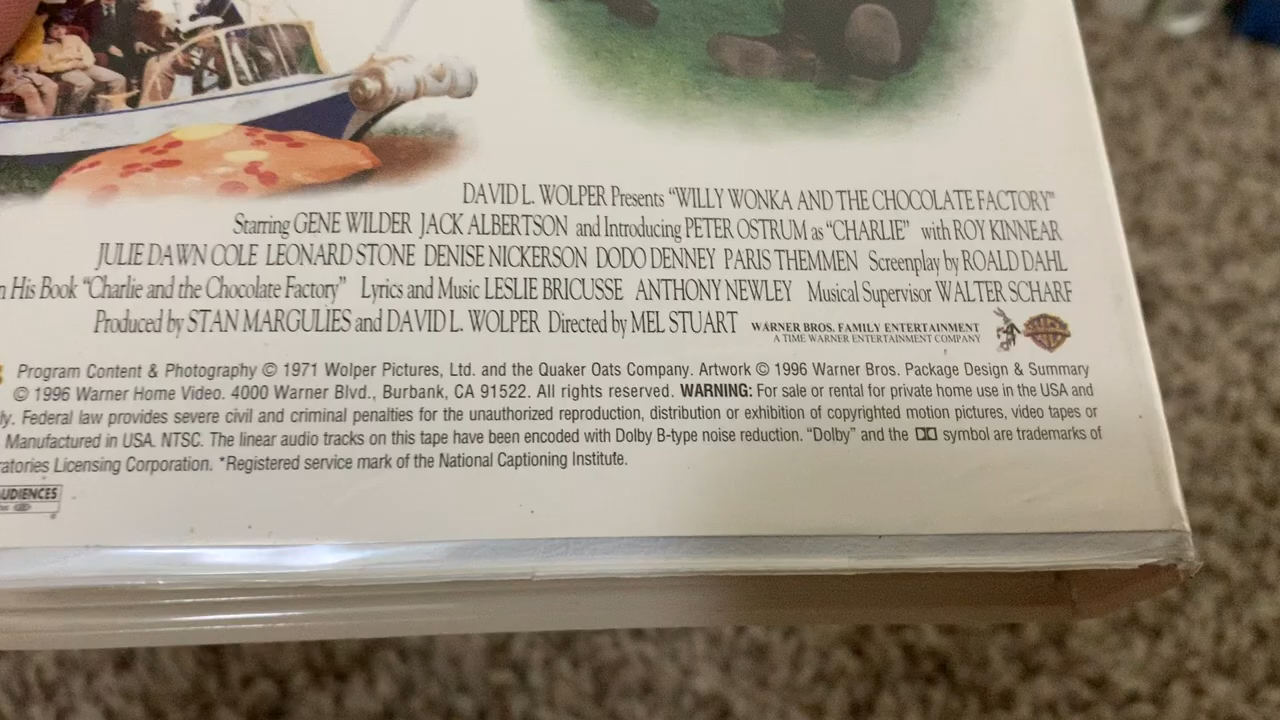 DAVID L. WOLPER Presents “WILLY WONKA AND THE CHOCOLATE FACTORY”
Starring GENE WILDER JACK ALBERTSON and Introducing PETER OSTRUM as “CHARLIE” with ROY KINNEAR
JULIE DAWN COLE LEONARD STONE DENISE NICKERSON DODO DENNEY PARIS THEMMEN Screenplay by ROALD DAHL
n His Book “Charlie and the Chocolate Factory” Lyrics and Music LESLIE BRICUSSE ANTHONY NEWLEY Musical Supervisor WALTER SCHARF
Produced by STAN MARGULIES and DAVID L. WOLPER Directed by MEL STUART WARNER BROS. FAMILY ENTERTAINMENT
A TIME WARNER ENTERTAINMENT COMPANY
Program Content & Photography © 1971 Wolper Pictures, Ltd. and the Quaker Oats Company. Artwork © 1996 Warner Bros. Package Design & Summary
© 1996 Warner Home Video. 4000 Warner Blvd., Burbank, CA 91522. All rights reserved. WARNING: For sale or rental for private home use in the USA and
ly. Federal law provides severe civil and criminal penalties for the unauthorized reproduction, distribution or exhibition of copyrighted motion pictures, video tapes or
Manufactured in USA. NTSC. The linear audio tracks on this tape have been encoded with Dolby B-type noise reduction. “Dolby” and the symbol are trademarks of
ratories Licensing Corporation. *Registered service mark of the National Captioning Institute.
UDIENCES